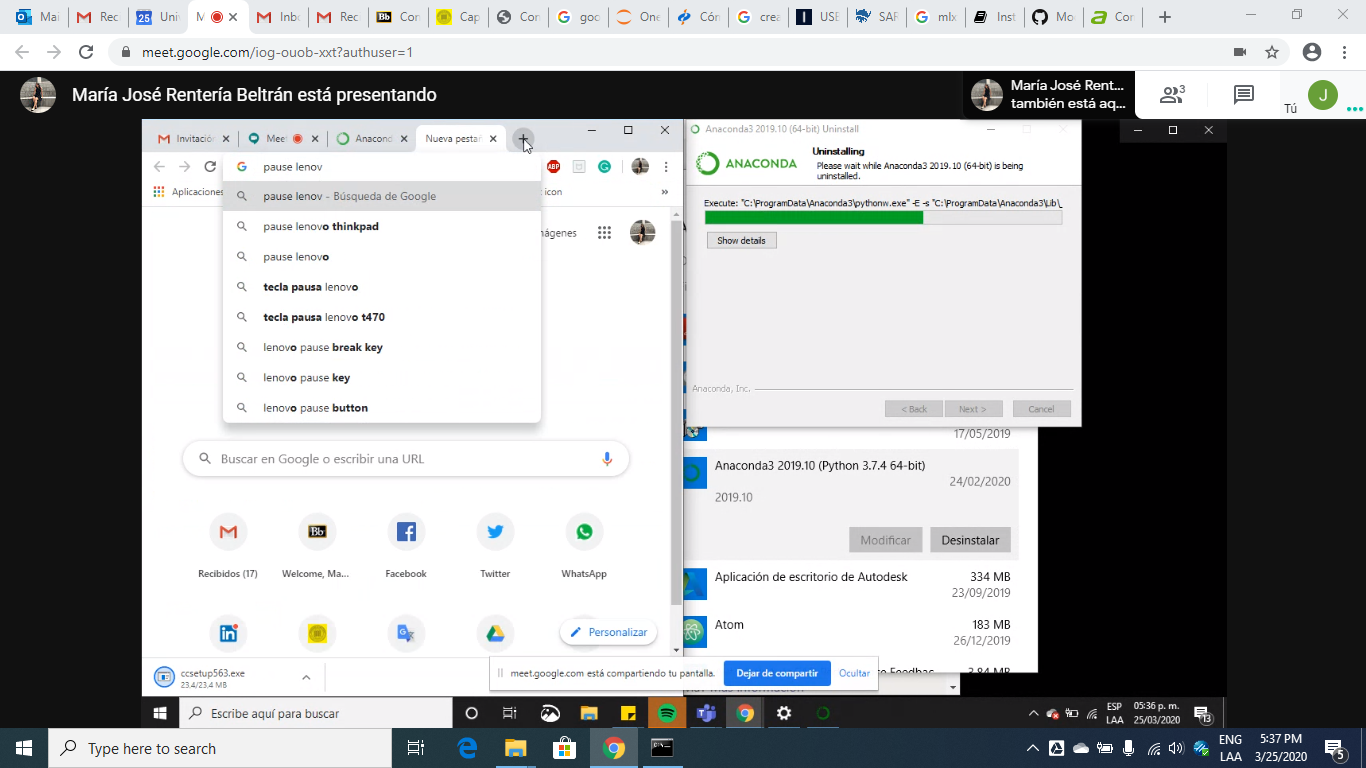 Mai
Rec
Uni
M
Inbo
Rec
Con
Cap
Con
goo
One
Cóm
crea
USE
SAF
mlx
Inst
Mo
Con
meet.google.com/iog-ouob-xxt?authuser=1
María José Rentería Beltrán está presentando
María José Rent...
también está aq...
3
Tú
J
Invitación
Meet
Anacond
Nueva pestañ
pause lenov
Aplicaciones
icon
pause lenov - Búsqueda de Google
pause lenovo thinkpad
pause lenovo
tecla pausa lenovo
tecla pausa lenovo t470
lenovo pause break key
lenovo pause key
lenovo pause button
mágenes
Buscar en Google o escribir una URL
Recibidos (17)
Welcome, Ma...
Facebook
Twitter
WhatsApp
Personalizar
ccsetup563.exe
23.4/23.4 MB
meet.google.com está compartiendo tu pantalla.
Dejar de compartir
Ocultar
Anaconda3 2019.10 (64-bit) Uninstall
ANACONDA
Uninstalling
Please wait while Anaconda3 2019.10 (64-bit) is being
uninstalled.
Execute: "C:\ProgramData\Anaconda3\pythonw.exe" -E -s "C:\ProgramData\Anaconda3\Lib\_
Show details
Anaconda, Inc.
< Back
Next >
Cancel
17/05/2019
Anaconda3 2019.10 (Python 3.7.4 64-bit)
24/02/2020
2019.10
Modificar
Desinstalar
Aplicación de escritorio de Autodesk
334 MB
23/09/2019
Atom
183 MB
26/12/2019
3.84 MB
Escribe aquí para buscar
ESP
LAA
05:36 p. m.
25/03/2020
13
Type here to search
ENG
LAA
5:37 PM
3/25/2020
5